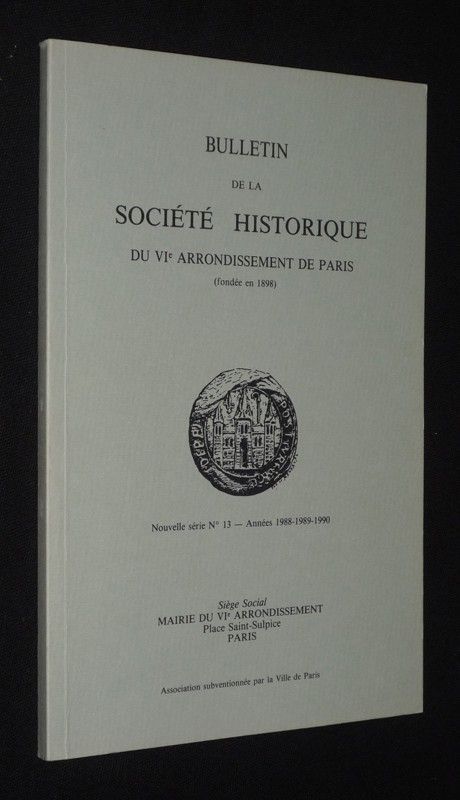 BULLETIN
DE LA
SOCIÉTÉ HISTORIQUE
DU VIe ARRONDISSEMENT DE PARIS
(fondée en 1898)
Nouvelle série N° 13 — Années 1988-1989-1990
Siège Social
MAIRIE DU VIe ARRONDISSEMENT
Place Saint-Sulpice
PARIS
Association subventionnée par la Ville de Paris